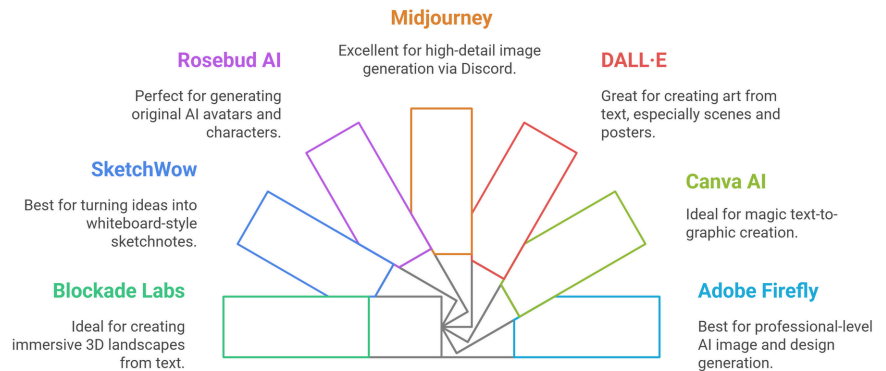 Midjourney
Excellent for high-detail image
generation via Discord.
Rosebud AI
Perfect for generating
original AI avatars and
characters.
DALL·E
Great for creating art from
text, especially scenes and
posters.
SketchWow
Best for turning ideas into
whiteboard-style
sketchnotes.
Canva AI
Ideal for magic text-to-
graphic creation.
Blockade Labs
Ideal for creating
immersive 3D landscapes
from text.
Adobe Firefly
Best for professional-level
AI image and design
generation.